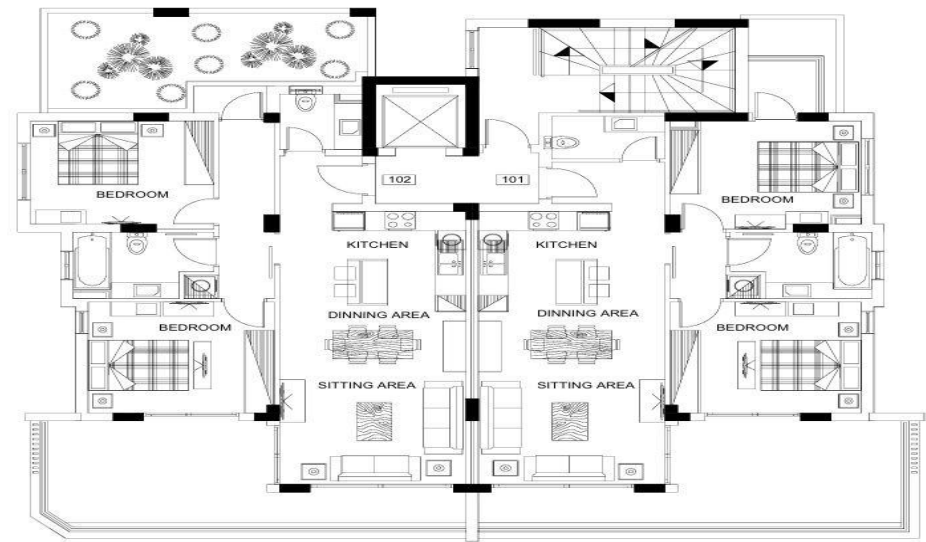 102
101
BEDROOM
BEDROOM
KITCHEN
KITCHEN
DINNING AREA
DINNING AREA
BEDROOM
BEDROOM
SITTING AREA
SITTING AREA